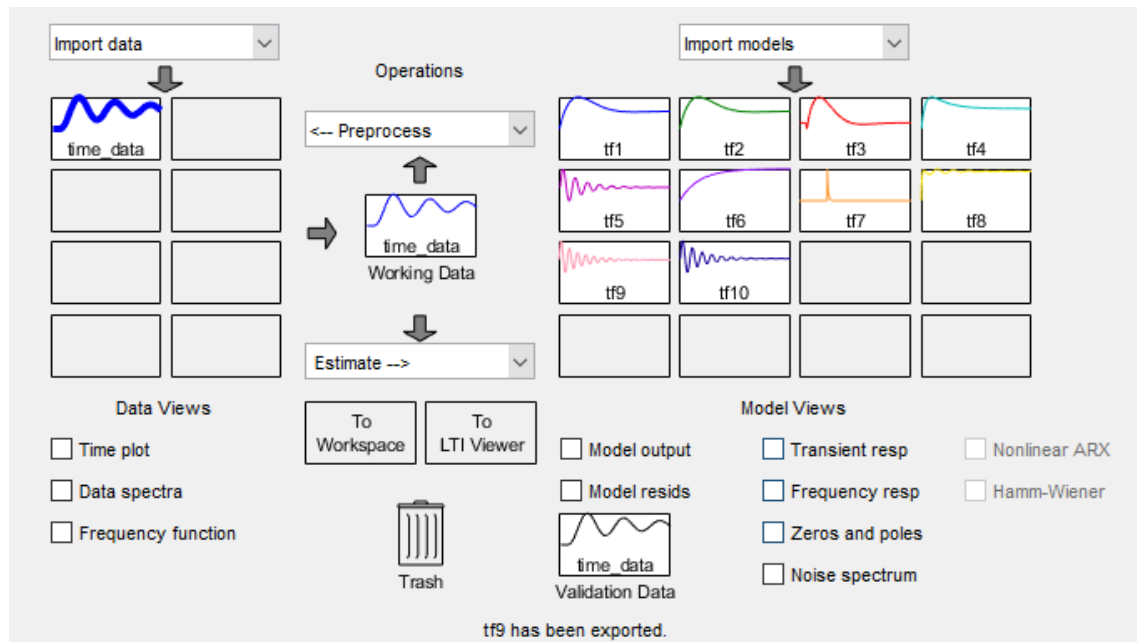 Import data
Import models
Operations
time_data
<-- Preprocess
tf1
tf2
tf3
tf4
time_data
Working Data
tf5
tf6
tf7
tf8
tf9
tf10
Estimate -->
Data Views
To
Workspace
To
LTI Viewer
Model Views
Time plot
Data spectra
Frequency function
Model output
Model resids
Transient resp
Frequency resp
Zeros and poles
Noise spectrum
Nonlinear ARX
Hamm-Wiener
Trash
time_data
Validation Data
tf9 has been exported.